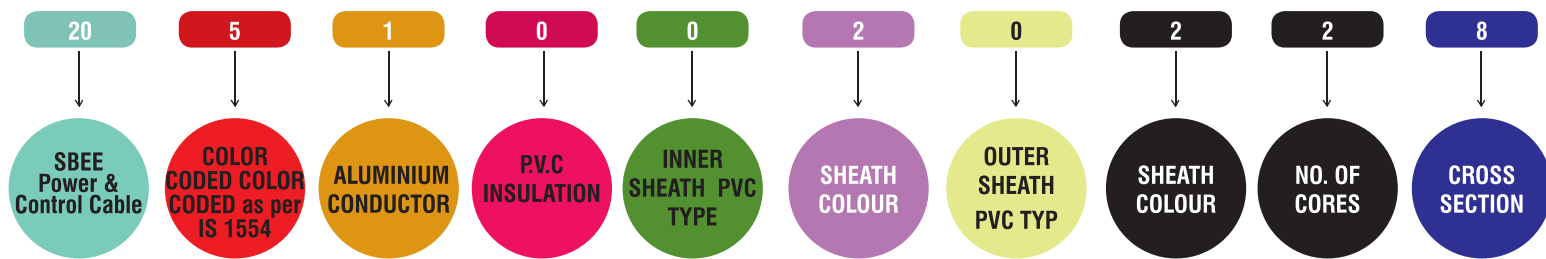 20 5 1 0 0 2 0 2 2 8
SBEE
Power &
Control Cable
COLOR
CODED COLOR
CODED as per
IS 1554
ALUMINIUM
CONDUCTOR
P.V.C
INSULATION
INNER
SHEATH PVC
TYPE
SHEATH
COLOUR
OUTER
SHEATH
PVC TYP
SHEATH
COLOUR
NO. OF
CORES
CROSS
SECTION